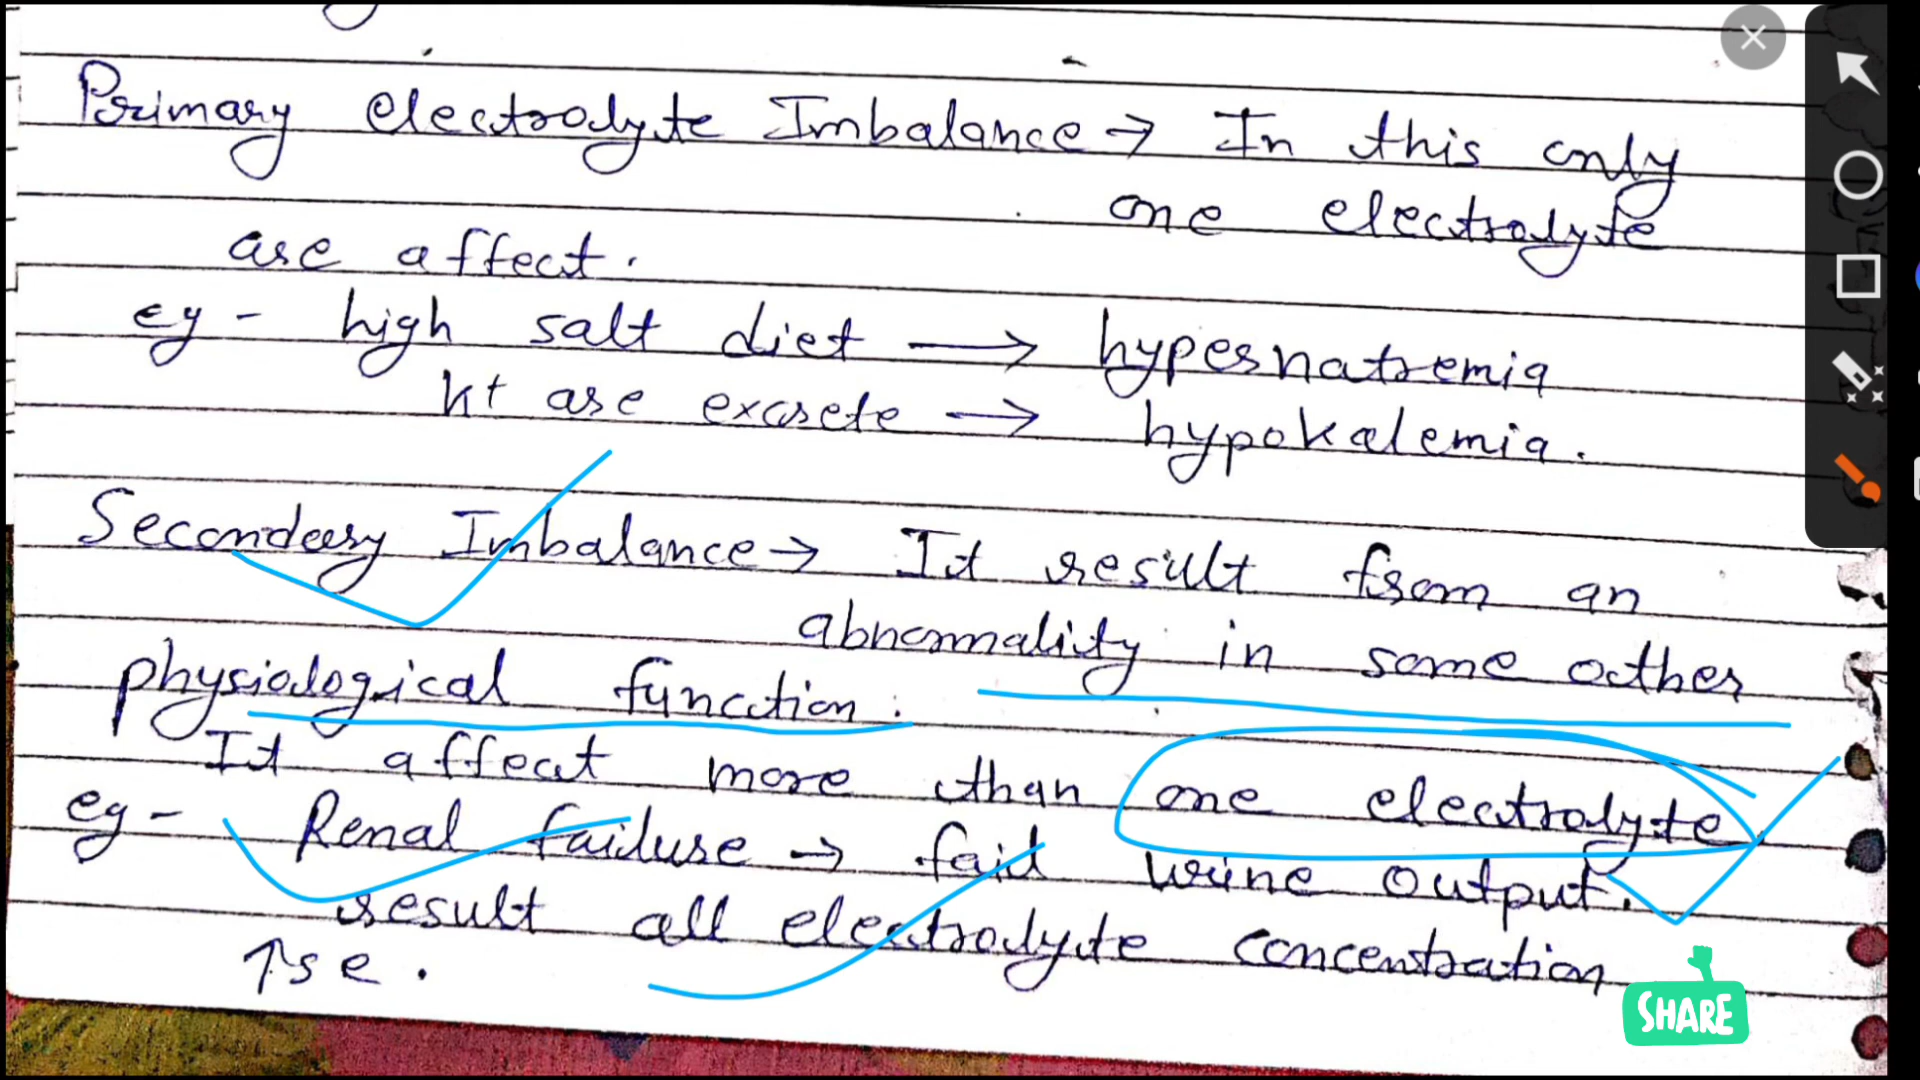 Primary electrolyte Imbalance → In this only
one electrolyte
are affect.
eg - high salt diet → hypernatremia
K+ are excrete → hypokalemia.
Secondary Imbalance → It result from an
abnormality in some other
physiological function.
It affect more than one electrolyte
eg - Renal failure → fail urine output.
result all electrolyte concentration
↑se.
SHARE